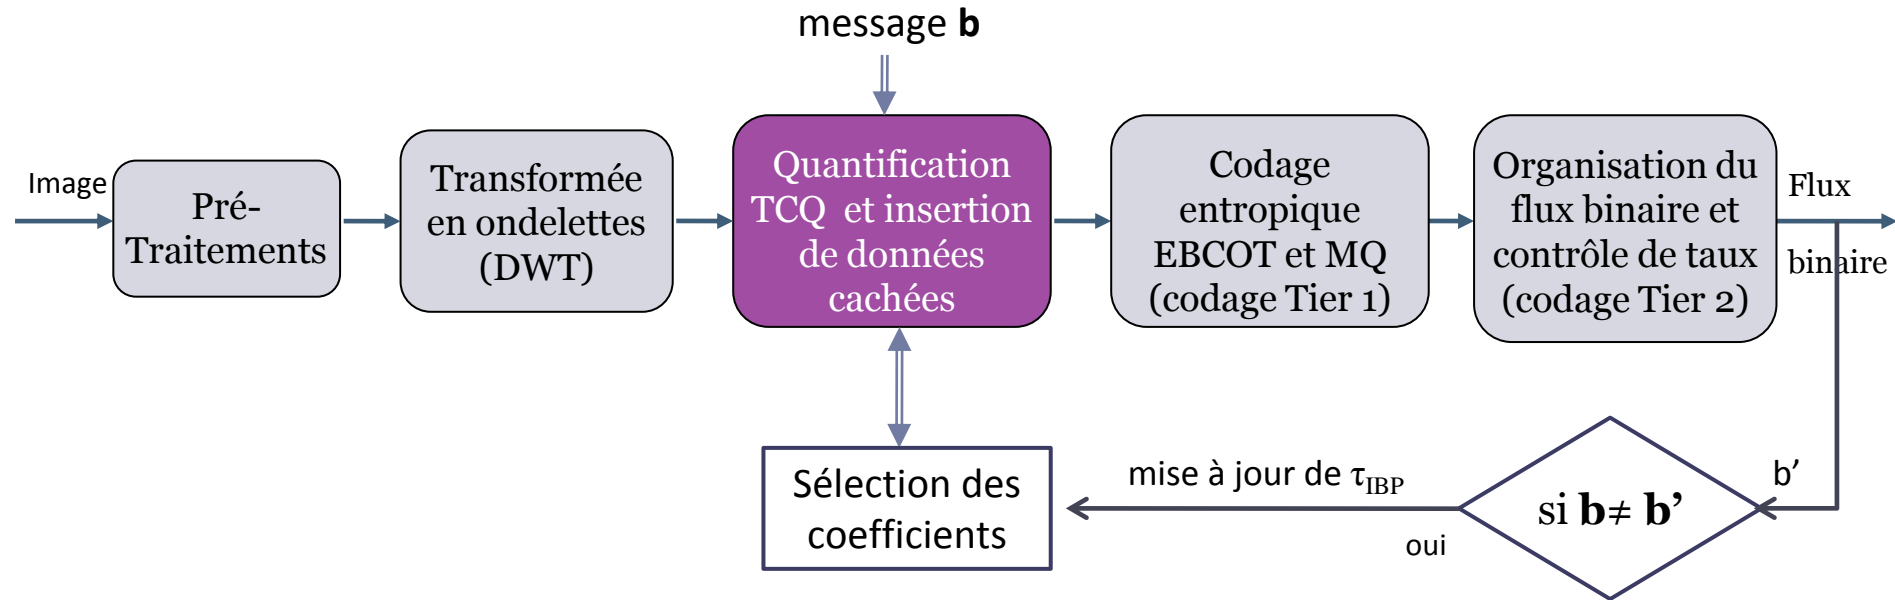 message b
Image
Pré-
Traitements
Transformée
en ondelettes
(DWT)
Quantification
TCQ et insertion
de données
cachées
Codage
entropique
EBCOT et MQ
(codage Tier 1)
Organisation du
flux binaire et
contrôle de taux
(codage Tier 2)
Flux
binaire
Sélection des
coefficients
mise à jour de τIBP
oui
si b≠ b’
b’